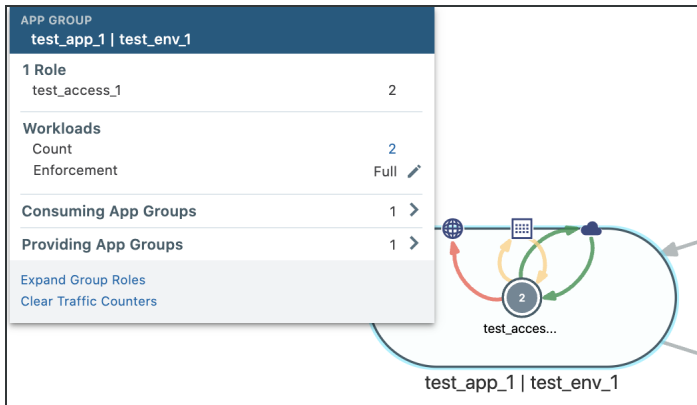 APP GROUP
test_app_1 | test_env_1
1 Role
test_access_1 2
Workloads
Count 2
Enforcement Full
Consuming App Groups 1
Providing App Groups 1
Expand Group Roles
Clear Traffic Counters
2
test_acces...
test_app_1 | test_env_1